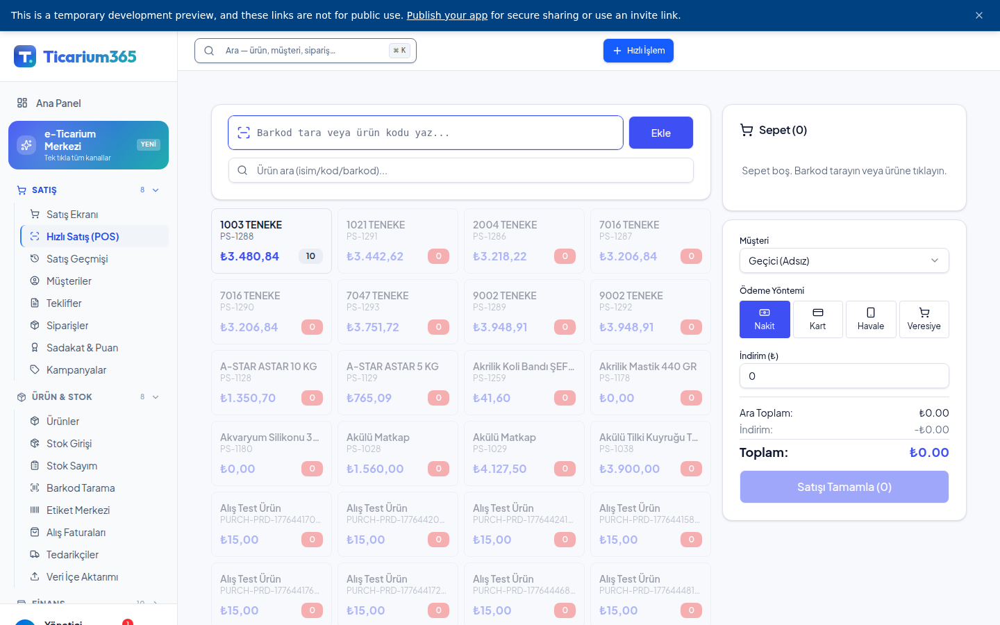 This is a temporary development preview, and these links are not for public use. Publish your app for secure sharing or use an invite link.
Ticarium365
Ara — ürün, müşteri, sipariş...
⌘ K
Hızlı İşlem
Ana Panel
e-Ticarium Merkezi
Tek tıkla tüm kanallar
YENİ
SATIŞ 8
Satış Ekranı
Hızlı Satış (POS)
Satış Geçmişi
Müşteriler
Teklifler
Siparişler
Sadakat & Puan
Kampanyalar
ÜRÜN & STOK 8
Ürünler
Stok Girişi
Stok Sayım
Barkod Tarama
Etiket Merkezi
Alış Faturaları
Tedarikçiler
Veri İçe Aktarımı
FİNANS 10
Yönetici
1
Barkod tara veya ürün kodu yaz...
Ekle
Ürün ara (isim/kod/barkod)...
1003 TENEKE
PS-1288
₺3.480,84 10
1021 TENEKE
PS-1291
₺3.442,62 0
2004 TENEKE
PS-1286
₺3.218,22 0
7016 TENEKE
PS-1287
₺3.206,84 0
7016 TENEKE
PS-1290
₺3.206,84 0
7047 TENEKE
PS-1293
₺3.751,72 0
9002 TENEKE
PS-1289
₺3.948,91 0
9002 TENEKE
PS-1292
₺3.948,91 0
A-STAR ASTAR 10 KG
PS-1128
₺1.350,70 0
A-STAR ASTAR 5 KG
PS-1129
₺765,09 0
Akrilik Koli Bandı ŞEF...
PS-1259
₺41,60 0
Akrilik Mastik 440 GR
PS-1178
₺0,00 0
Akvaryum Silikonu 3...
PS-1180
₺0,00 0
Akülü Matkap
PS-1028
₺1.560,00 0
Akülü Matkap
PS-1029
₺4.127,50 0
Akülü Tilki Kuyruğu T...
PS-1038
₺3.900,00 0
Alış Test Ürün
PURCH-PRD-177644170...
₺15,00 0
Alış Test Ürün
PURCH-PRD-17764420...
₺15,00 0
Alış Test Ürün
PURCH-PRD-177644241...
₺15,00 0
Alış Test Ürün
PURCH-PRD-177644158...
₺15,00 0
Alış Test Ürün
PURCH-PRD-177644176...
₺15,00 0
Alış Test Ürün
PURCH-PRD-177644172...
₺15,00 0
Alış Test Ürün
PURCH-PRD-177644468...
₺15,00 0
Alış Test Ürün
PURCH-PRD-177644481...
₺15,00 0
Sepet (0)
Sepet boş. Barkod tarayın veya ürüne tıklayın.
Müşteri
Geçici (Adsız)
Ödeme Yöntemi
Nakit
Kart
Havale
Veresiye
İndirim (₺)
0
Ara Toplam: ₺0.00
İndirim: -₺0.00
Toplam: ₺0.00
Satışı Tamamla (0)